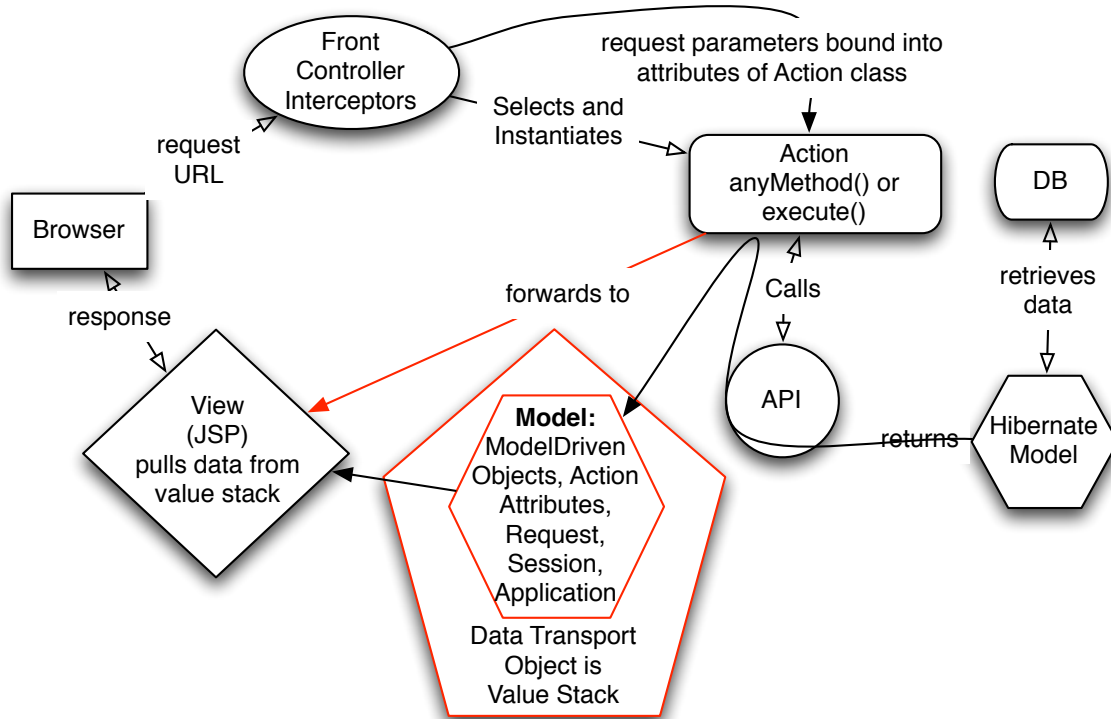 Front
Controller
Interceptors
request parameters bound into
attributes of Action class
Selects and
Instantiates
request
URL
Action
anyMethod() or
execute()
DB
Browser
retrieves
data
forwards to
Calls
response
View
(JSP)
pulls data from
value stack
Model:
ModelDriven
Objects, Action
Attributes,
Request,
Session,
Application
API
returns
Hibernate
Model
Data Transport
Object is
Value Stack